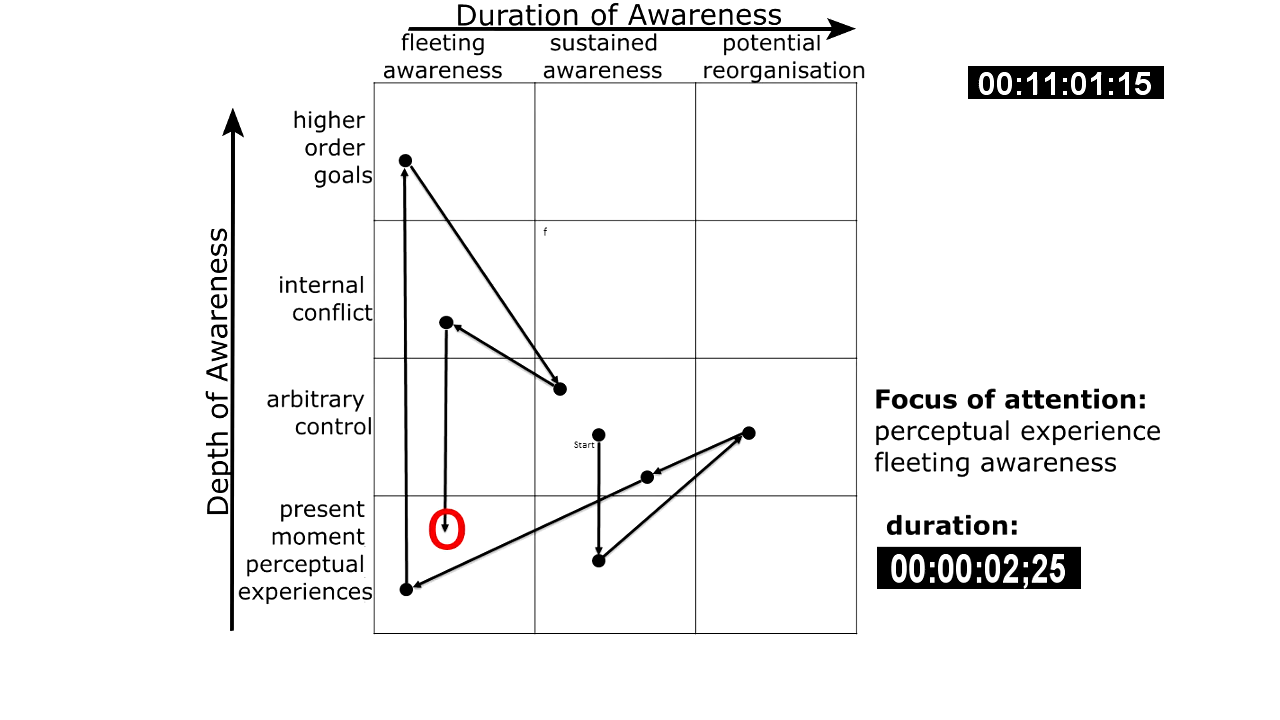 Duration of Awareness
fleeting
awareness
sustained
awareness
potential
reorganisation
00:11:01:15
Depth of Awareness
higher
order
goals
f
internal
conflict
arbitrary
control
Start
present
moment
perceptual
experiences
O
Focus of attention:
perceptual experience
fleeting awareness
duration:
00:00:02;25